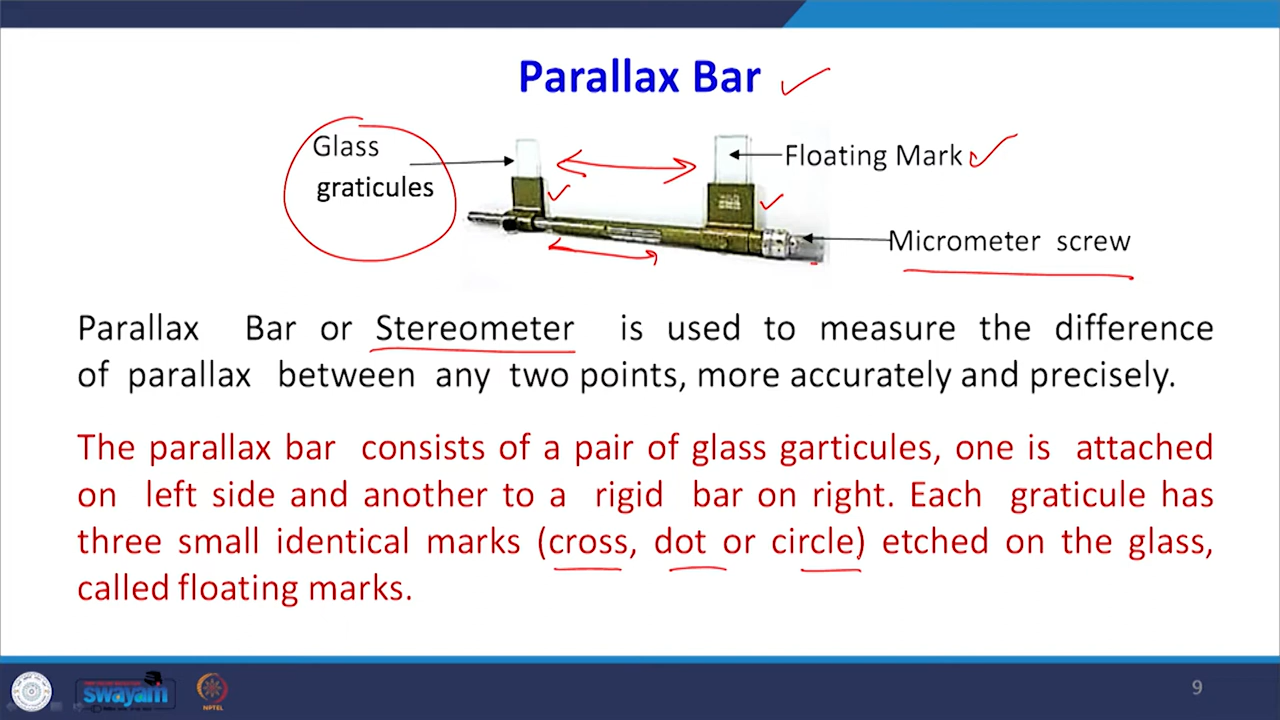 Parallax Bar
Glass
graticules
Floating Mark
Micrometer screw
Parallax Bar or Stereometer is used to measure the difference
of parallax between any two points, more accurately and precisely.
The parallax bar consists of a pair of glass garticules, one is attached
on left side and another to a rigid bar on right. Each graticule has
three small identical marks (cross, dot or circle) etched on the glass,
called floating marks.
swayam
NPTEL
9